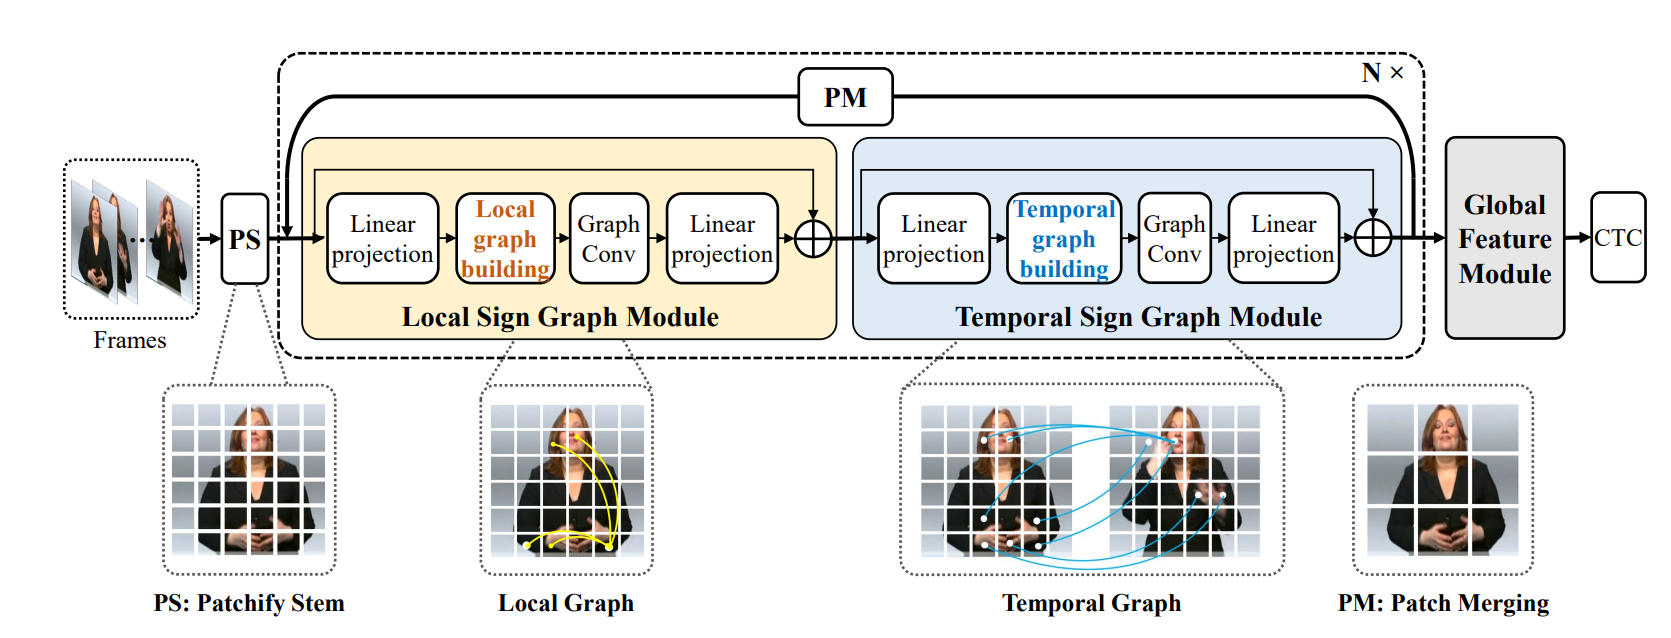 N ×
PM
Frames
PS
Linear
projection
Local
graph
building
Graph
Conv
Linear
projection
Local Sign Graph Module
Linear
projection
Temporal
graph
building
Graph
Conv
Linear
projection
Temporal Sign Graph Module
Global
Feature
Module
CTC
PS: Patchify Stem
Local Graph
Temporal Graph
PM: Patch Merging